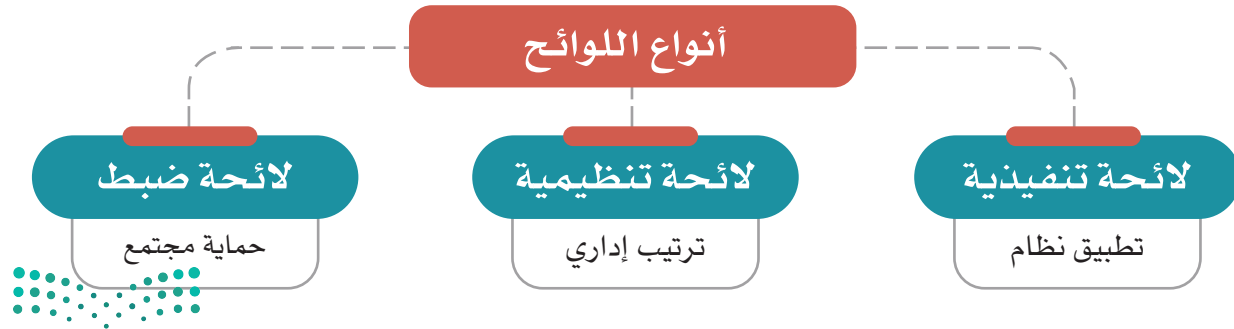 أنواع اللوائح
لائحة تنفيذية
تطبيق نظام
لائحة تنظيمية
ترتيب إداري
لائحة ضبط
حماية مجتمع